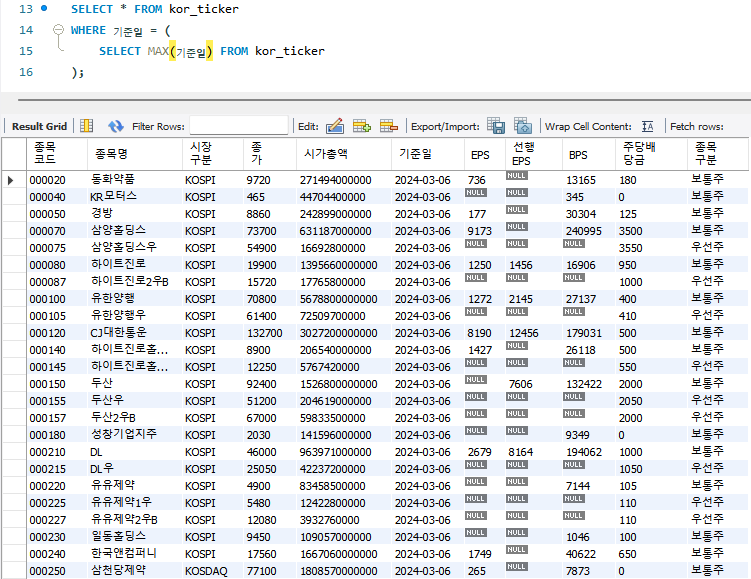 13 SELECT * FROM kor_ticker
14 WHERE 기준일 = (
15 SELECT MAX(기준일) FROM kor_ticker
16 );
Result Grid Filter Rows: Edit: Export/Import: Wrap Cell Content: Fetch rows:
종목코드 종목명 시장구분 종가 시가총액 기준일 EPS 선행EPS BPS 주당배당금 종목구분
000020 동화약품 KOSPI 9720 271494000000 2024-03-06 736 NULL 13165 180 보통주
000040 KR모터스 KOSPI 465 44704400000 2024-03-06 NULL NULL 345 0 보통주
000050 경방 KOSPI 8860 242899000000 2024-03-06 177 NULL 30304 125 보통주
000070 삼양홀딩스 KOSPI 73700 631187000000 2024-03-06 9173 NULL 240995 3500 보통주
000075 삼양홀딩스우 KOSPI 54900 16692800000 2024-03-06 NULL NULL NULL 3550 우선주
000080 하이트진로 KOSPI 19900 1395660000000 2024-03-06 1250 1456 16906 950 보통주
000087 하이트진로2우B KOSPI 15720 17765800000 2024-03-06 NULL NULL NULL 1000 우선주
000100 유한양행 KOSPI 70800 5678800000000 2024-03-06 1272 2145 27137 400 보통주
000105 유한양행우 KOSPI 61400 72509700000 2024-03-06 NULL NULL NULL 410 우선주
000120 CJ대한통운 KOSPI 132700 3027220000000 2024-03-06 8190 12456 179031 500 보통주
000140 하이트진로홀... KOSPI 8900 206540000000 2024-03-06 1427 NULL 26118 500 보통주
000145 하이트진로홀... KOSPI 12250 5767420000 2024-03-06 NULL NULL NULL 550 우선주
000150 두산 KOSPI 92400 1526800000000 2024-03-06 NULL 7606 132422 2000 보통주
000155 두산우 KOSPI 51200 204619000000 2024-03-06 NULL NULL NULL 2050 우선주
000157 두산2우B KOSPI 67000 59833500000 2024-03-06 NULL NULL NULL 2000 우선주
000180 성창기업지주 KOSPI 2030 141596000000 2024-03-06 NULL NULL 9349 0 보통주
000210 DL KOSPI 46000 963971000000 2024-03-06 2679 8164 194062 1000 보통주
000215 DL우 KOSPI 25050 42237200000 2024-03-06 NULL NULL NULL 1050 우선주
000220 유유제약 KOSPI 4900 83458500000 2024-03-06 NULL NULL 7144 105 보통주
000225 유유제약1우 KOSPI 5480 12422800000 2024-03-06 NULL NULL NULL 110 우선주
000227 유유제약2우B KOSPI 12080 3932760000 2024-03-06 NULL NULL NULL 110 우선주
000230 일동홀딩스 KOSPI 9450 109057000000 2024-03-06 NULL NULL 1046 100 보통주
000240 한국앤컴퍼니 KOSPI 17560 1667060000000 2024-03-06 1749 NULL 40622 650 보통주
000250 삼천당제약 KOSDAQ 77100 1808570000000 2024-03-06 265 NULL 7873 0 보통주